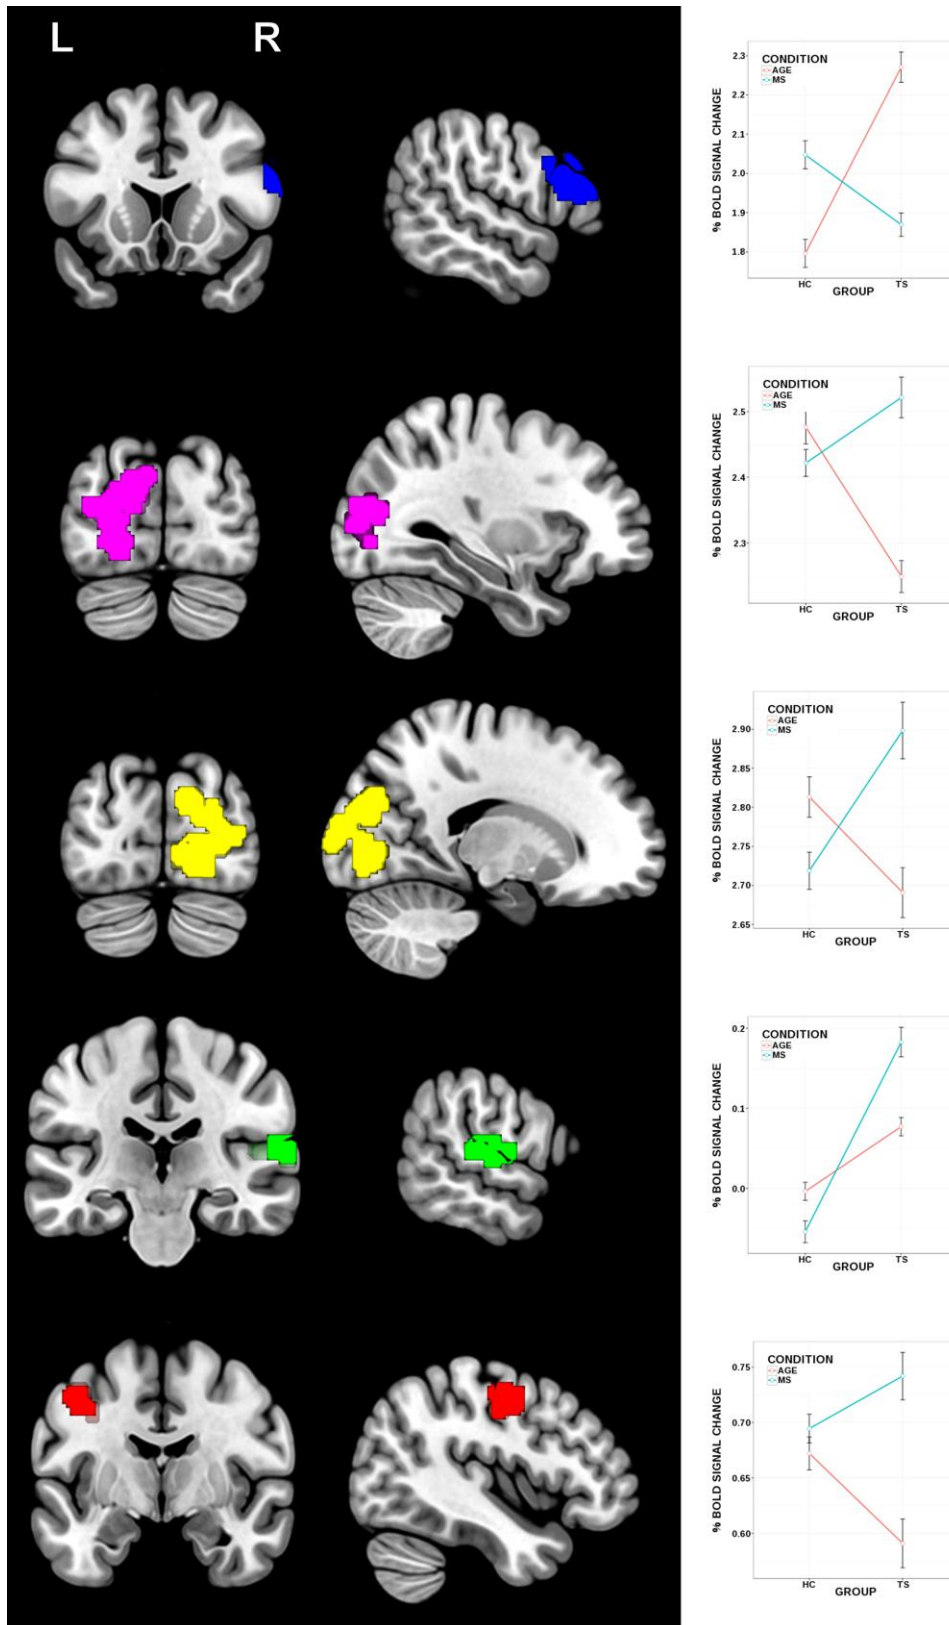 L R
CONDITION
AGE
MS
% BOLD SIGNAL CHANGE
2.3
2.2
2.1
2.0
1.9
1.8
HC TS
GROUP
CONDITION
AGE
MS
% BOLD SIGNAL CHANGE
2.5
2.4
2.3
HC TS
GROUP
CONDITION
AGE
MS
% BOLD SIGNAL CHANGE
2.90
2.85
2.80
2.75
2.70
2.65
HC TS
GROUP
CONDITION
AGE
MS
% BOLD SIGNAL CHANGE
0.2
0.1
0.0
HC TS
GROUP
CONDITION
AGE
MS
% BOLD SIGNAL CHANGE
0.75
0.70
0.65
0.60
HC TS
GROUP